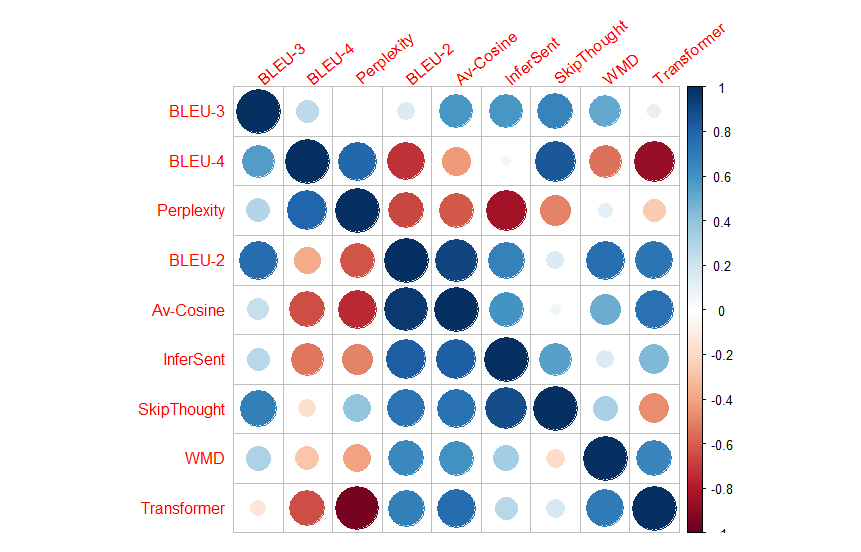 BLEU-3 BLEU-4 Perplexity BLEU-2 Av-Cosine InferSent SkipThought WMD Transformer
BLEU-3
BLEU-4
Perplexity
BLEU-2
Av-Cosine
InferSent
SkipThought
WMD
Transformer
1
0.8
0.6
0.4
0.2
0
-0.2
-0.4
-0.6
-0.8
-1